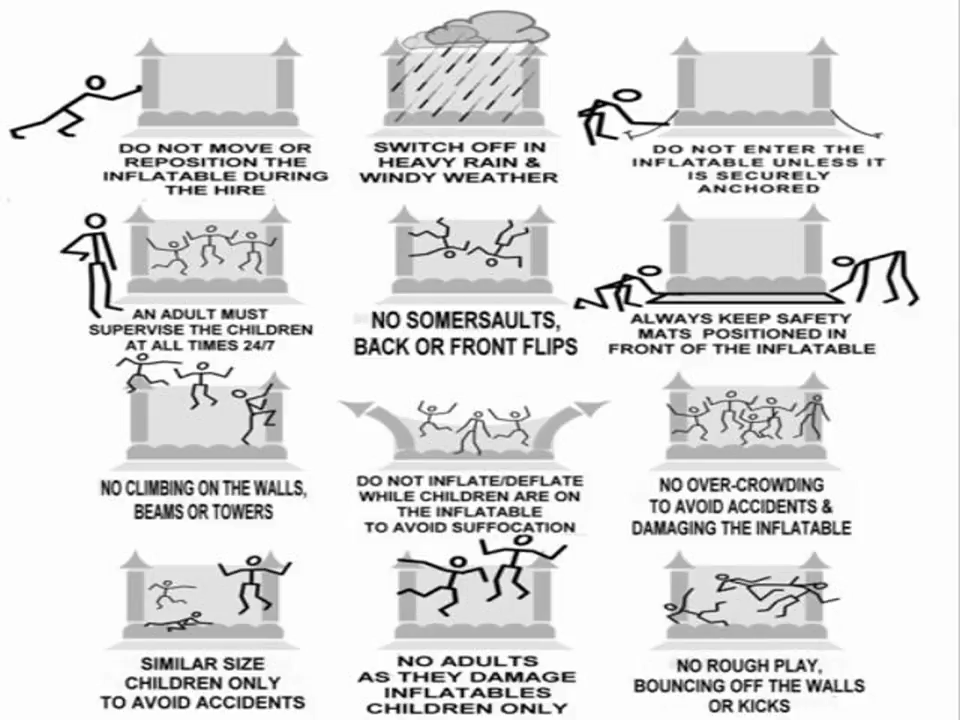 DO NOT MOVE OR
REPOSITION THE
INFLATABLE DURING
THE HIRE
SWITCH OFF IN
HEAVY RAIN &
WINDY WEATHER
DO NOT ENTER THE
INFLATABLE UNLESS IT
IS SECURELY
ANCHORED
AN ADULT MUST
SUPERVISE THE CHILDREN
AT ALL TIMES 24/7
NO SOMERSAULTS,
BACK OR FRONT FLIPS
ALWAYS KEEP SAFETY
MATS POSITIONED IN
FRONT OF THE INFLATABLE
NO CLIMBING ON THE WALLS,
BEAMS OR TOWERS
DO NOT INFLATE/DEFLATE
WHILE CHILDREN ARE ON
THE INFLATABLE
TO AVOID SUFFOCATION
NO OVER-CROWDING
TO AVOID ACCIDENTS &
DAMAGING THE INFLATABLE
SIMILAR SIZE
CHILDREN ONLY
TO AVOID ACCIDENTS
NO ADULTS
AS THEY DAMAGE
INFLATABLES
CHILDREN ONLY
NO ROUGH PLAY,
BOUNCING OFF THE WALLS
OR KICKS